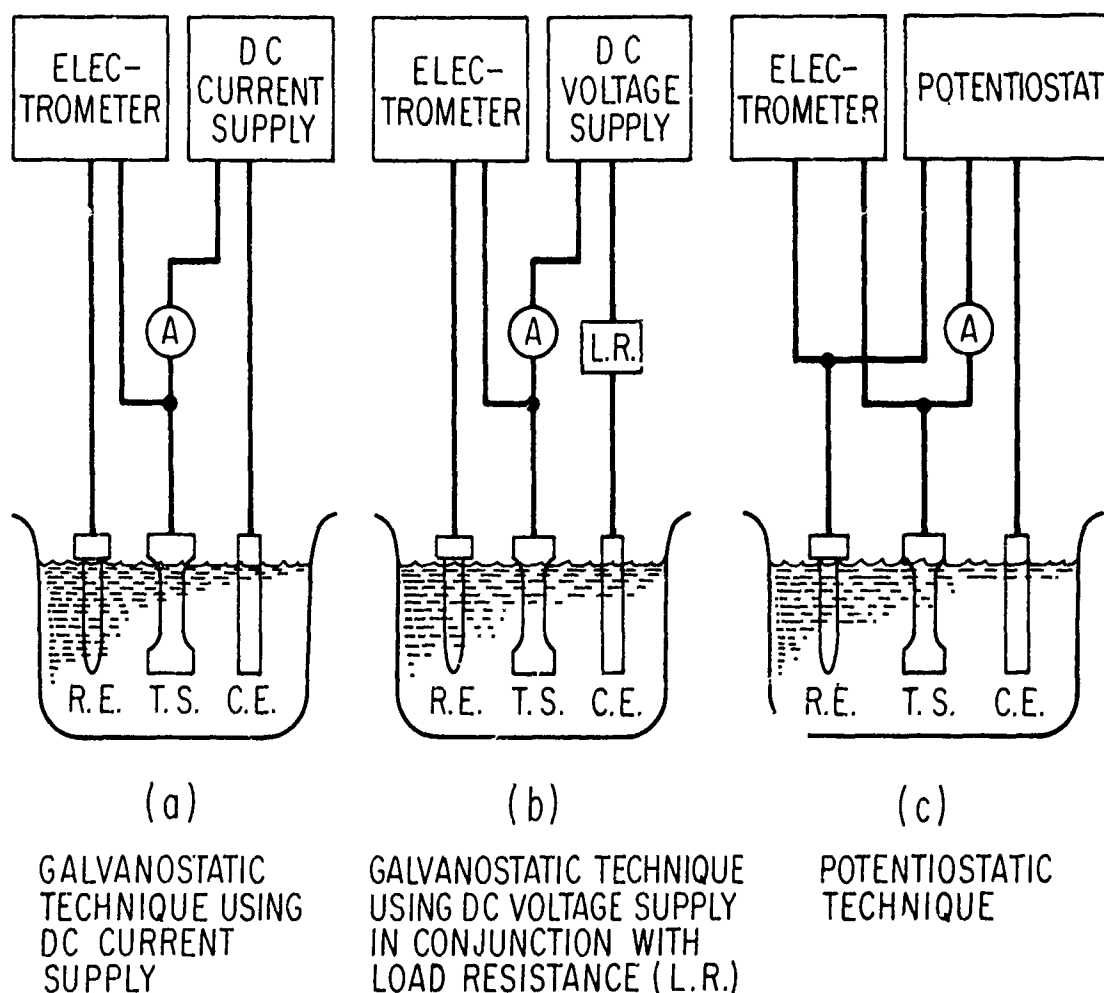 ELEC-
TROMETER
DC
CURRENT
SUPPLY
A
R.E.
T.S.
C.E.
(a)
GALVANOSTATIC
TECHNIQUE USING
DC CURRENT
SUPPLY
ELEC-
TROMETER
DC
VOLTAGE
SUPPLY
A
L.R.
R.E.
T.S.
C.E.
(b)
GALVANOSTATIC TECHNIQUE
USING DC VOLTAGE SUPPLY
IN CONJUNCTION WITH
LOAD RESISTANCE (L.R.)
ELEC-
TROMETER
POTENTIOSTAT
A
R.E.
T.S.
C.E.
(c)
POTENTIOSTATIC
TECHNIQUE